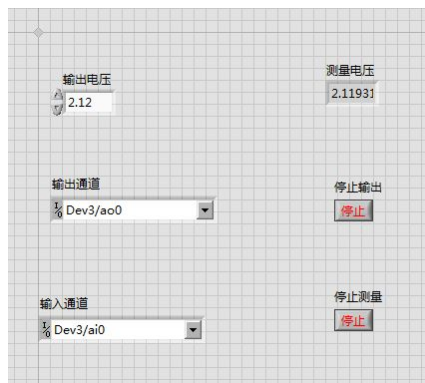 输出电压
2.12
测量电压
2.11931
输出通道
Dev3/ao0
停止输出
停止
输入通道
Dev3/ai0
停止测量
停止